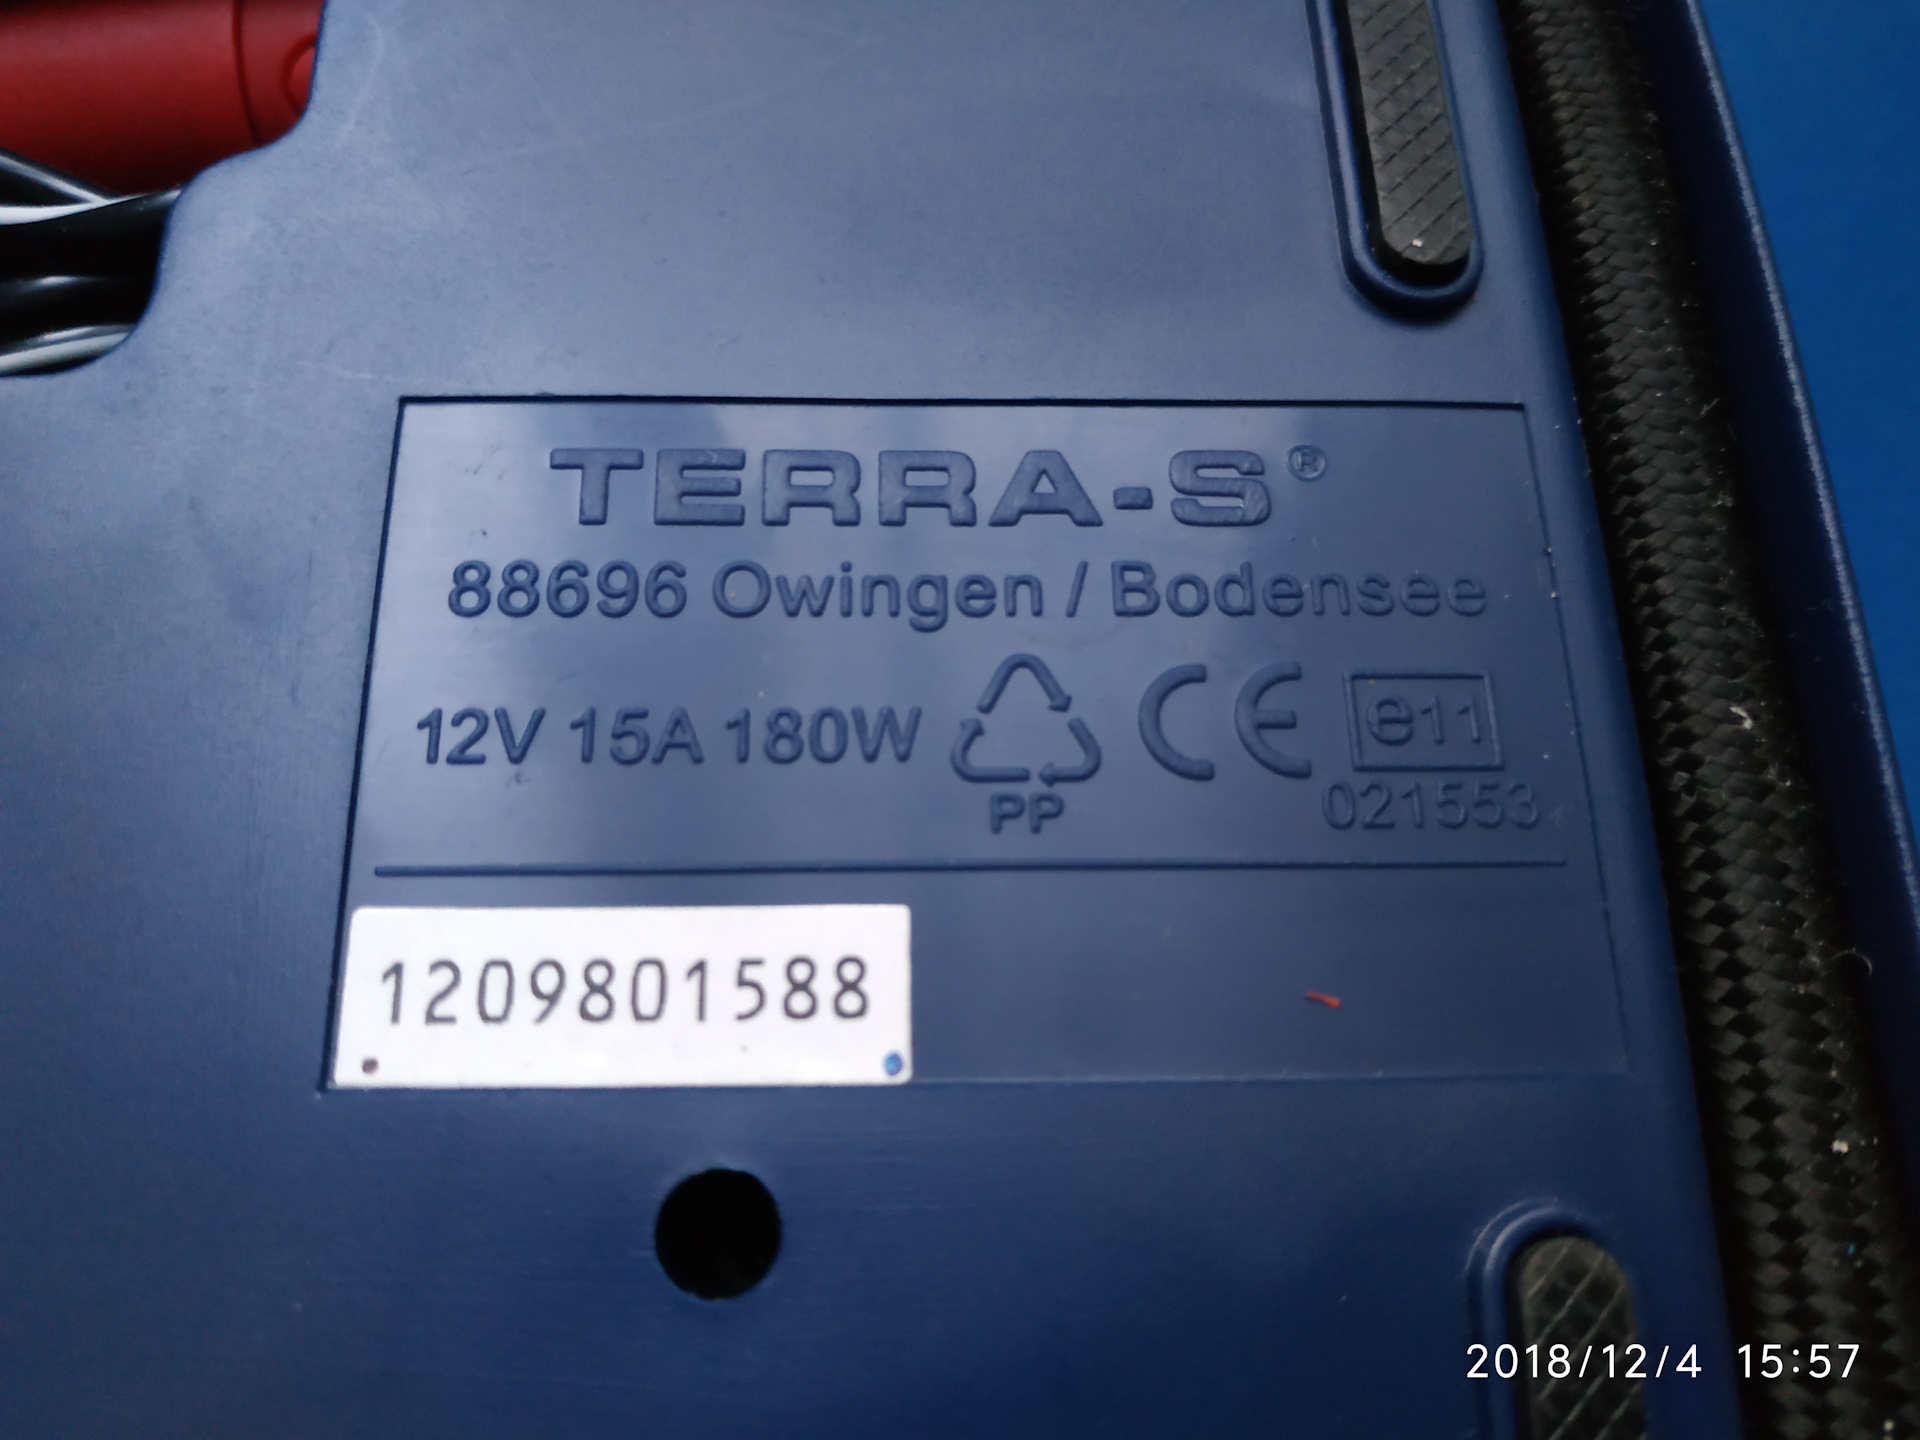 TERRA-S®
88696 Owingen / Bodensee
12V 15A 180W
PP
CE
e11
021553
1209801588
2018/12/4 15:57